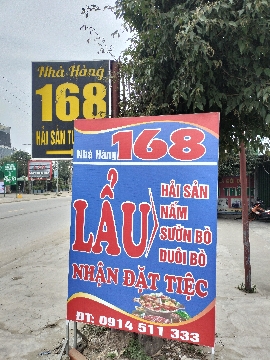 Nhà Hàng
168
HẢI SẢN
Nhà Hàng 168
LẨU
HẢI SẢN
NẤM
SƯỜN BÒ
ĐUÔI BÒ
NHẬN ĐẶT TIỆC
ĐT: 0914 511 333